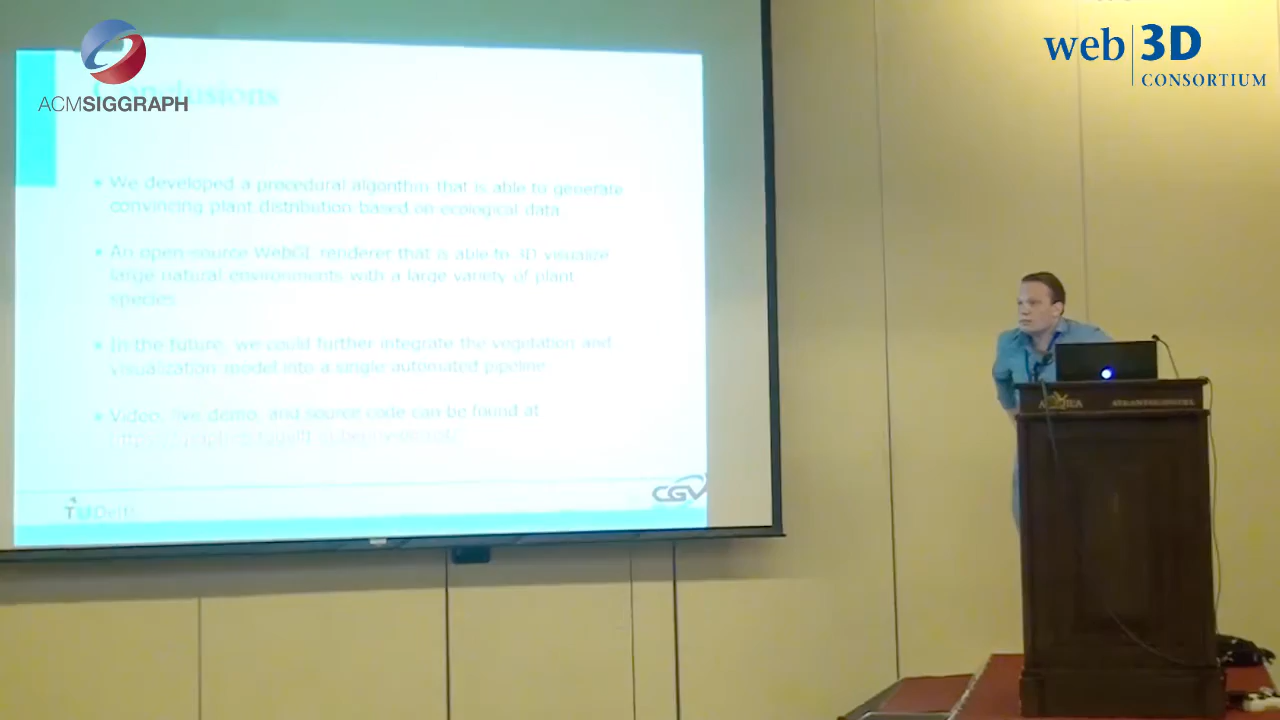 ACMSIGGRAPH
web 3D
CONSORTIUM
Conclusions
We developed a procedural algorithm that is able to generate
convincing plant distribution based on ecological data
An open-source WebGL renderer that is able to 3D visualize
large natural environments with a large variety of plant
species
In the future, we could further integrate the vegetation and
visualization model into a single automated pipeline
Video, live demo, and source code can be found at
TUDelft
CGV